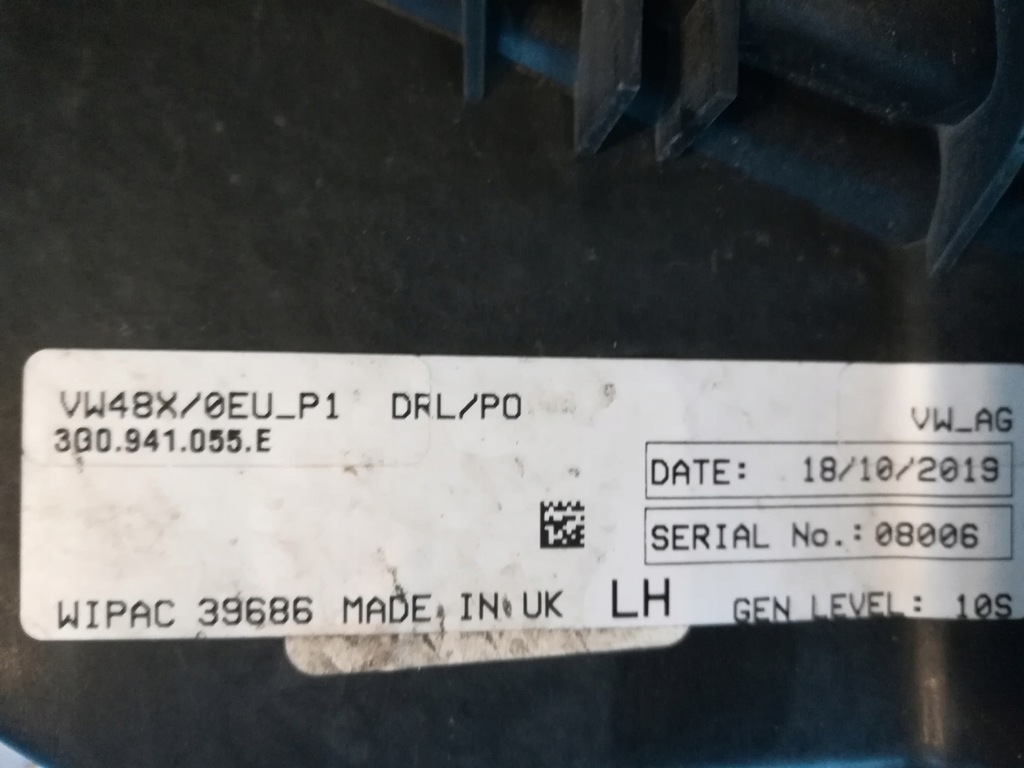 VW48X/0EU_P1 DRL/PO
3G0.941.055.E
VW_AG
DATE: 18/10/2019
SERIAL No.: 08006
WIPAC 39686 MADE IN UK LH GEN LEVEL: 10S